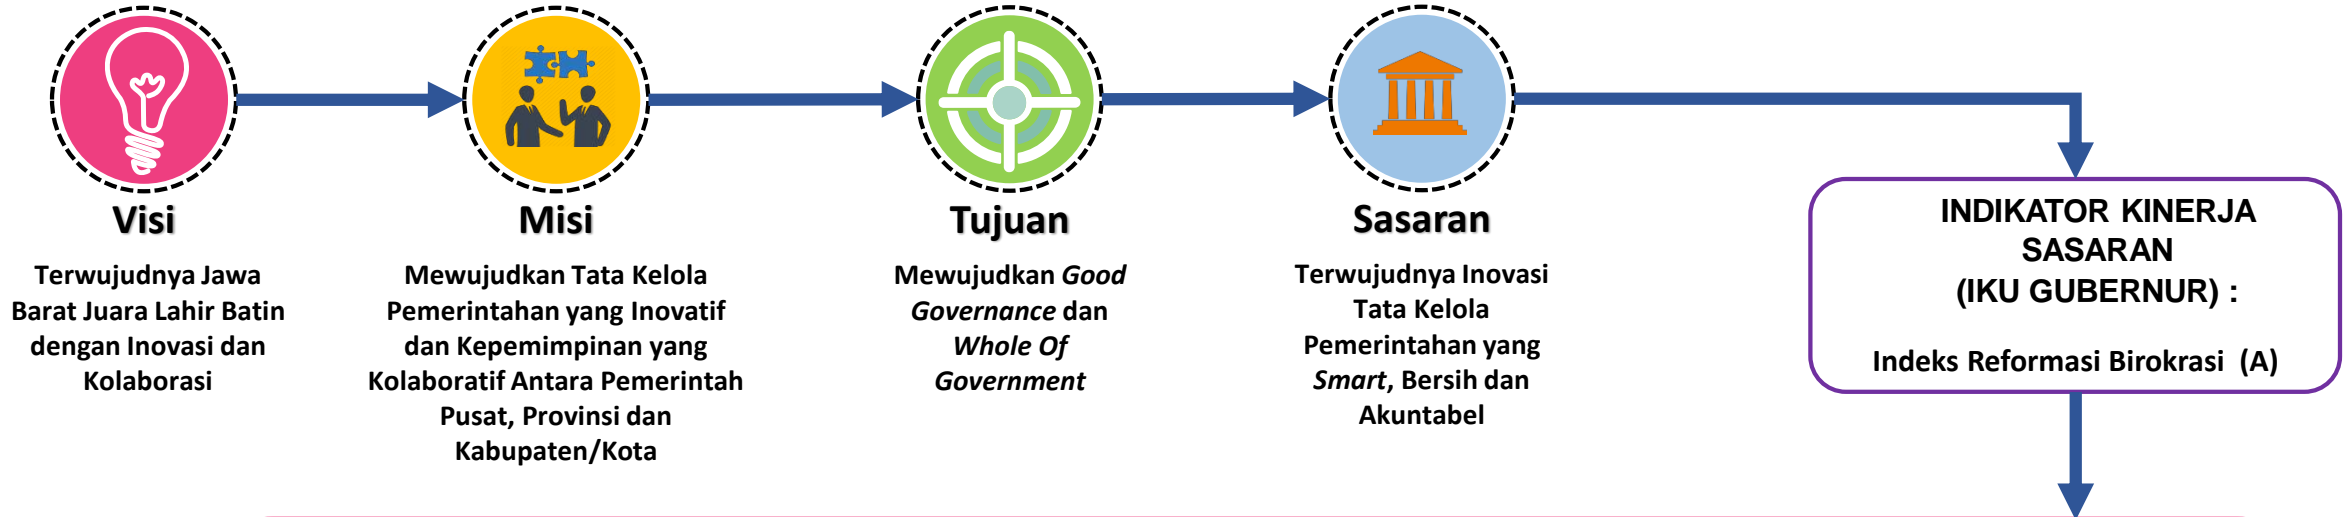 Visi
Terwujudnya Jawa
Barat Juara Lahir Batin
dengan Inovasi dan
Kolaborasi
Misi
Mewujudkan Tata Kelola
Pemerintahan yang Inovatif
dan Kepemimpinan yang
Kolaboratif Antara Pemerintah
Pusat, Provinsi dan
Kabupaten/Kota
Tujuan
Mewujudkan Good
Governance dan
Whole Of
Government
Sasaran
Terwujudnya Inovasi
Tata Kelola
Pemerintahan yang
Smart, Bersih dan
Akuntabel
INDIKATOR KINERJA
SASARAN
(IKU GUBERNUR) :
Indeks Reformasi Birokrasi (A)